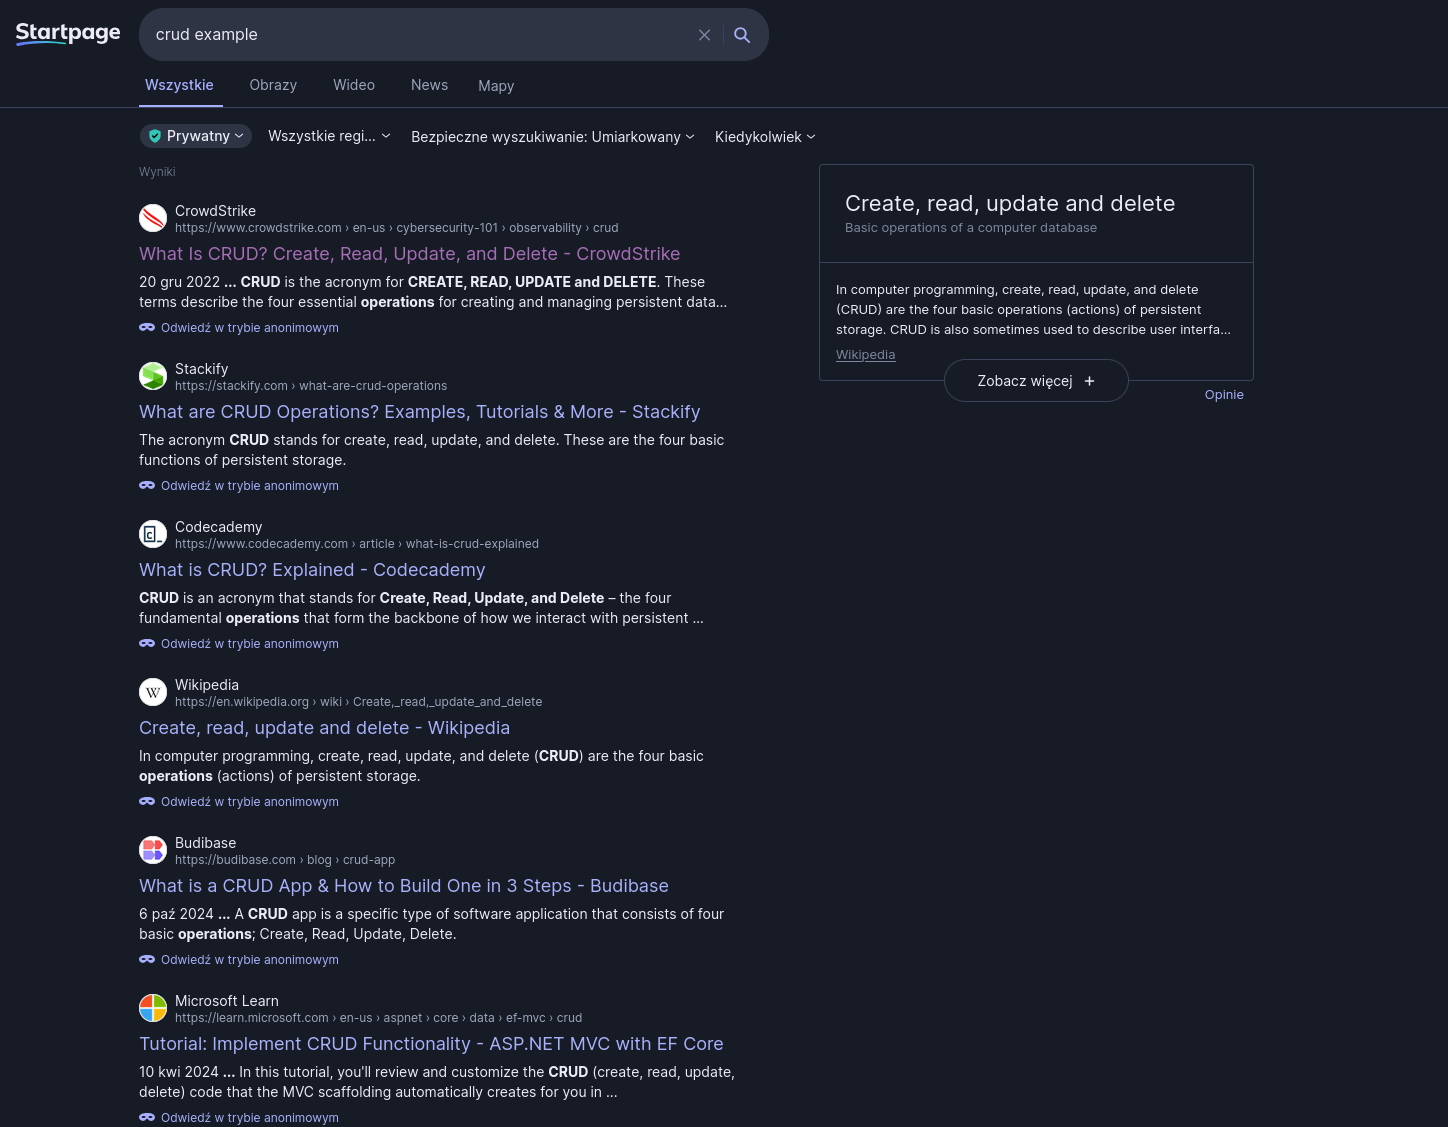 Startpage
crud example
Wszystkie
Obrazy
Wideo
News
Mapy
Prywatny
Wszystkie regi...
Bezpieczne wyszukiwanie: Umiarkowany
Kiedykolwiek
Wyniki
CrowdStrike
https://www.crowdstrike.com › en-us › cybersecurity-101 › observability › crud
What Is CRUD? Create, Read, Update, and Delete - CrowdStrike
20 gru 2022 ... CRUD is the acronym for CREATE, READ, UPDATE and DELETE. These
terms describe the four essential operations for creating and managing persistent data...
Odwiedź w trybie anonimowym
Stackify
https://stackify.com › what-are-crud-operations
What are CRUD Operations? Examples, Tutorials & More - Stackify
The acronym CRUD stands for create, read, update, and delete. These are the four basic
functions of persistent storage.
Odwiedź w trybie anonimowym
Codecademy
https://www.codecademy.com › article › what-is-crud-explained
What is CRUD? Explained - Codecademy
CRUD is an acronym that stands for Create, Read, Update, and Delete – the four
fundamental operations that form the backbone of how we interact with persistent ...
Odwiedź w trybie anonimowym
W
Wikipedia
https://en.wikipedia.org › wiki › Create,_read,_update_and_delete
Create, read, update and delete - Wikipedia
In computer programming, create, read, update, and delete (CRUD) are the four basic
operations (actions) of persistent storage.
Odwiedź w trybie anonimowym
Budibase
https://budibase.com › blog › crud-app
What is a CRUD App & How to Build One in 3 Steps - Budibase
6 paź 2024 ... A CRUD app is a specific type of software application that consists of four
basic operations; Create, Read, Update, Delete.
Odwiedź w trybie anonimowym
Microsoft Learn
https://learn.microsoft.com › en-us › aspnet › core › data › ef-mvc › crud
Tutorial: Implement CRUD Functionality - ASP.NET MVC with EF Core
10 kwi 2024 ... In this tutorial, you'll review and customize the CRUD (create, read, update,
delete) code that the MVC scaffolding automatically creates for you in ...
Odwiedź w trybie anonimowym
Create, read, update and delete
Basic operations of a computer database
In computer programming, create, read, update, and delete
(CRUD) are the four basic operations (actions) of persistent
storage. CRUD is also sometimes used to describe user interfa...
Wikipedia
Zobacz więcej +
Opinie